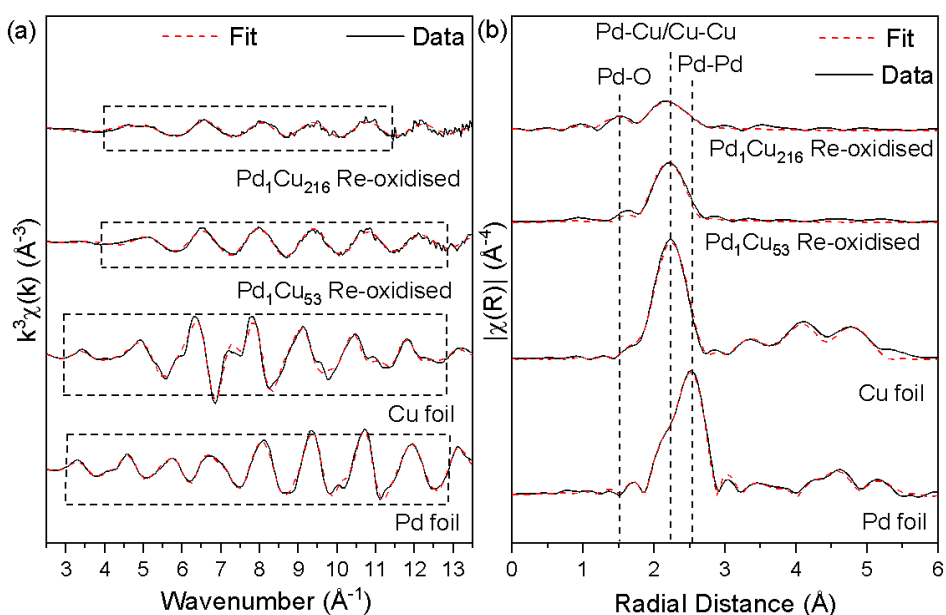 (a)
Fit
Data
Pd₁Cu₂₁₆ Re-oxidised
Pd₁Cu₅₃ Re-oxidised
Cu foil
Pd foil
k³χ(k) (Å⁻³)
2 3 4 5 6 7 8 9 10 11 12 13
Wavenumber (Å⁻¹)
(b)
Pd-Cu/Cu-Cu
Fit
Pd-O
Pd-Pd
Data
Pd₁Cu₂₁₆ Re-oxidised
Pd₁Cu₅₃ Re-oxidised
Cu foil
Pd foil
|χ(R)| (Å⁻⁴)
0 1 2 3 4 5 6
Radial Distance (Å)